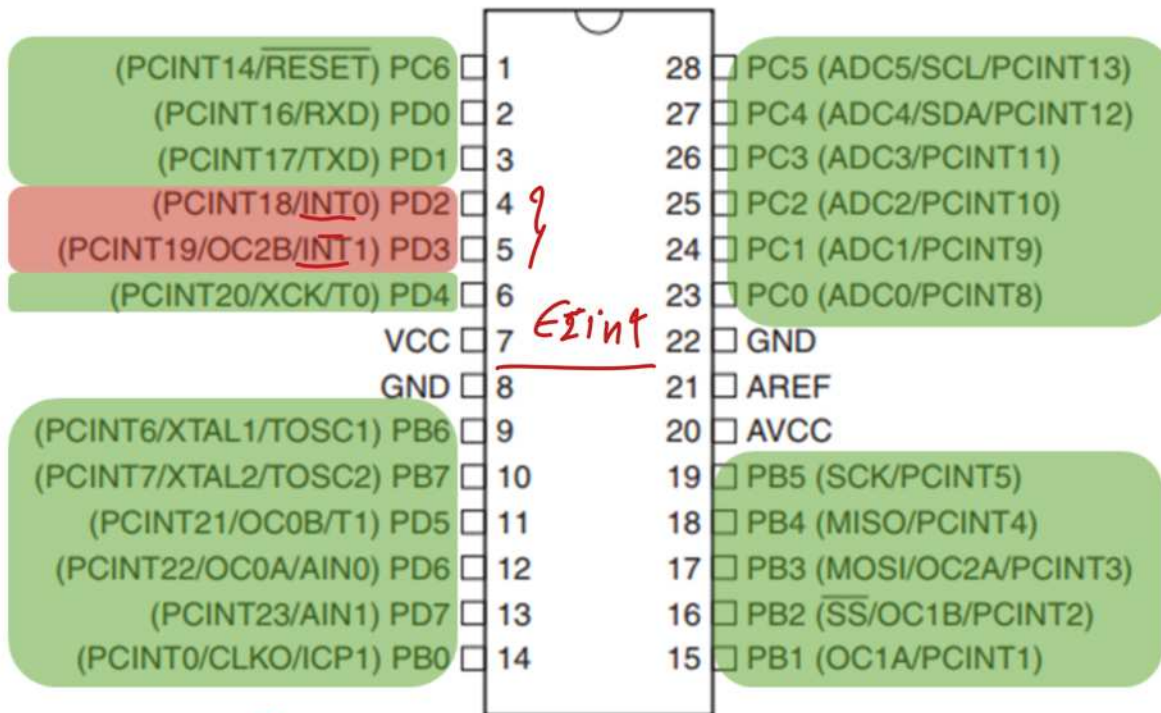 (PCINT14/RESET) PC6 1 28 PC5 (ADC5/SCL/PCINT13)
(PCINT16/RXD) PD0 2 27 PC4 (ADC4/SDA/PCINT12)
(PCINT17/TXD) PD1 3 26 PC3 (ADC3/PCINT11)
(PCINT18/INT0) PD2 4 25 PC2 (ADC2/PCINT10)
(PCINT19/OC2B/INT1) PD3 5 24 PC1 (ADC1/PCINT9)
(PCINT20/XCK/T0) PD4 6 23 PC0 (ADC0/PCINT8)
VCC 7 22 GND
GND 8 21 AREF
(PCINT6/XTAL1/TOSC1) PB6 9 20 AVCC
(PCINT7/XTAL2/TOSC2) PB7 10 19 PB5 (SCK/PCINT5)
(PCINT21/OC0B/T1) PD5 11 18 PB4 (MISO/PCINT4)
(PCINT22/OC0A/AIN0) PD6 12 17 PB3 (MOSI/OC2A/PCINT3)
(PCINT23/AIN1) PD7 13 16 PB2 (SS/OC1B/PCINT2)
(PCINT0/CLKO/ICP1) PB0 14 15 PB1 (OC1A/PCINT1)